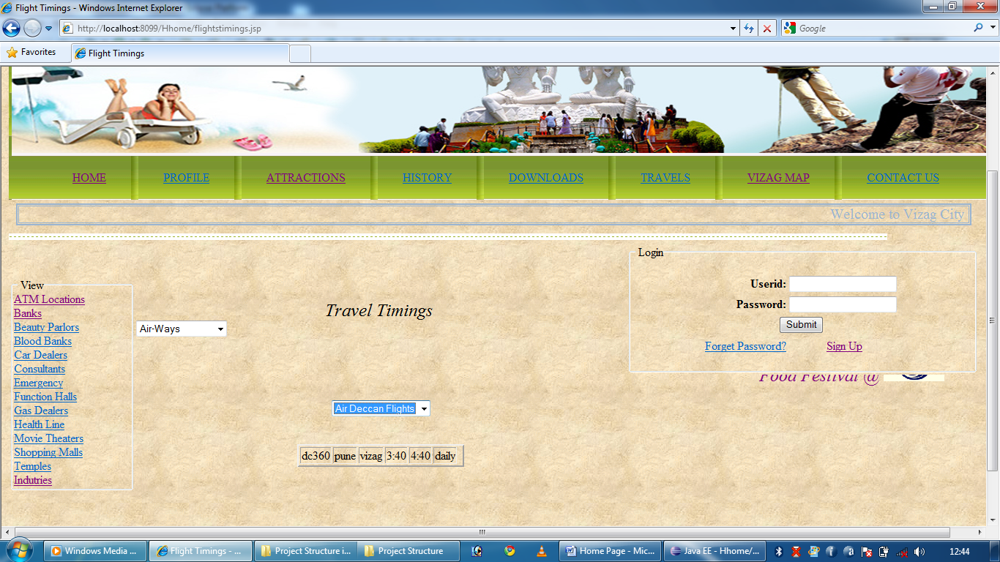 Flight Timings - Windows Internet Explorer
http://localhost:8099/Hhome/flightstimings.jsp
Google
Favorites
Flight Timings
HOME PROFILE ATTRACTIONS HISTORY DOWNLOADS TRAVELS VIZAG MAP CONTACT US
Welcome to Vizag City
Login
Userid:
Password:
Submit
Forget Password? Sign Up
Food Festival @
View
ATM Locations
Banks
Beauty Parlors
Blood Banks
Car Dealers
Consultants
Emergency
Function Halls
Gas Dealers
Health Line
Movie Theaters
Shopping Malls
Temples
Indutries
Travel Timings
Air-Ways
Air Deccan Flights
dc360 pune vizag 3:40 4:40 daily
Windows Media ... Flight Timings - ... Project Structure i... Project Structure Home Page - Mic... Java EE - Hhome/... 12:44